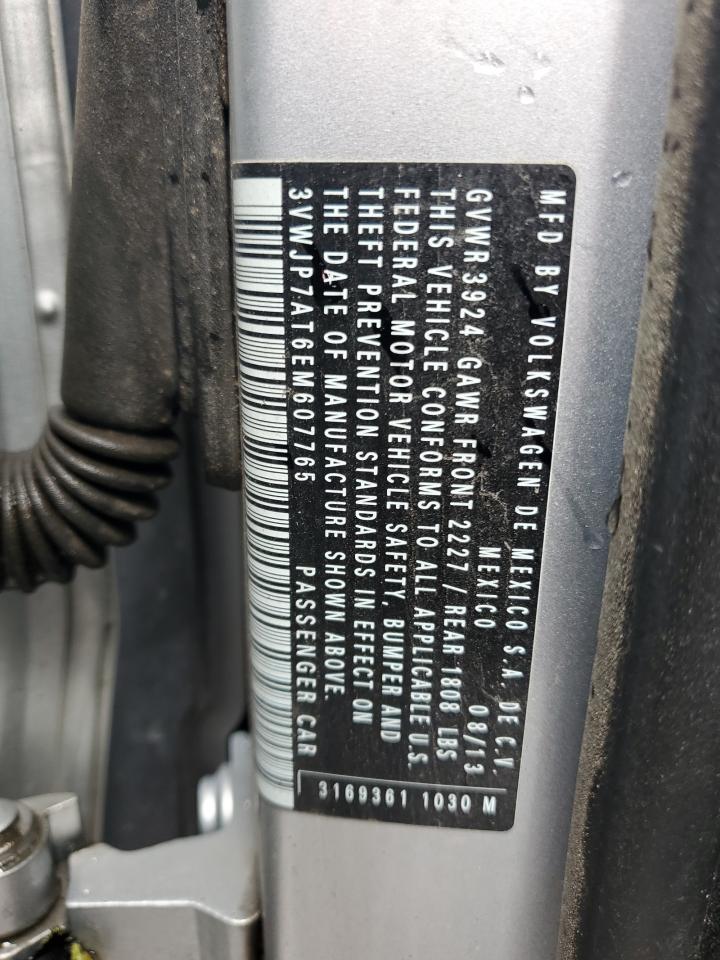 MFD BY VOLKSWAGEN DE MEXICO S.A. DE C.V.
MEXICO 08/13
GVWR 3924 GAWR FRONT 2227 / REAR 1808 LBS
THIS VEHICLE CONFORMS TO ALL APPLICABLE U.S.
FEDERAL MOTOR VEHICLE SAFETY, BUMPER AND
THEFT PREVENTION STANDARDS IN EFFECT ON
THE DATE OF MANUFACTURE SHOWN ABOVE.
3VWJP7AT6EM607765 PASSENGER CAR
3169361 1030 M